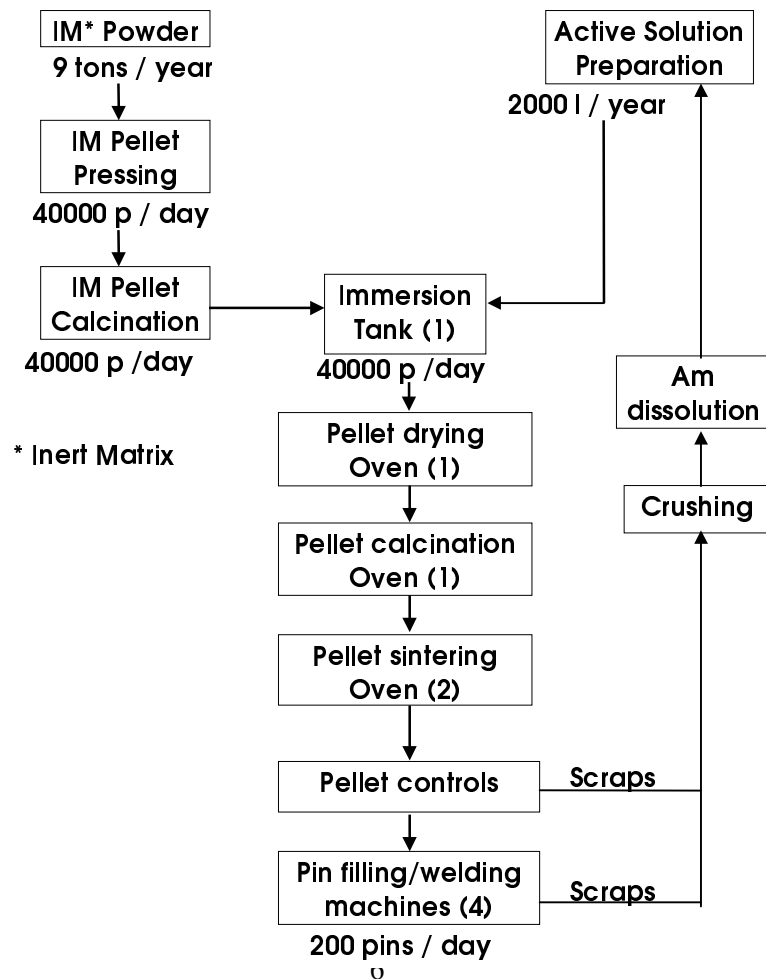 IM* Powder
9 tons / year
IM Pellet
Pressing
40000 p / day
IM Pellet
Calcination
40000 p /day
* Inert Matrix
Active Solution
Preparation
2000 l / year
Immersion
Tank (1)
40000 p /day
Pellet drying
Oven (1)
Pellet calcination
Oven (1)
Pellet sintering
Oven (2)
Pellet controls
Scraps
Pin filling/welding
machines (4)
Scraps
200 pins / day
Am
dissolution
Crushing